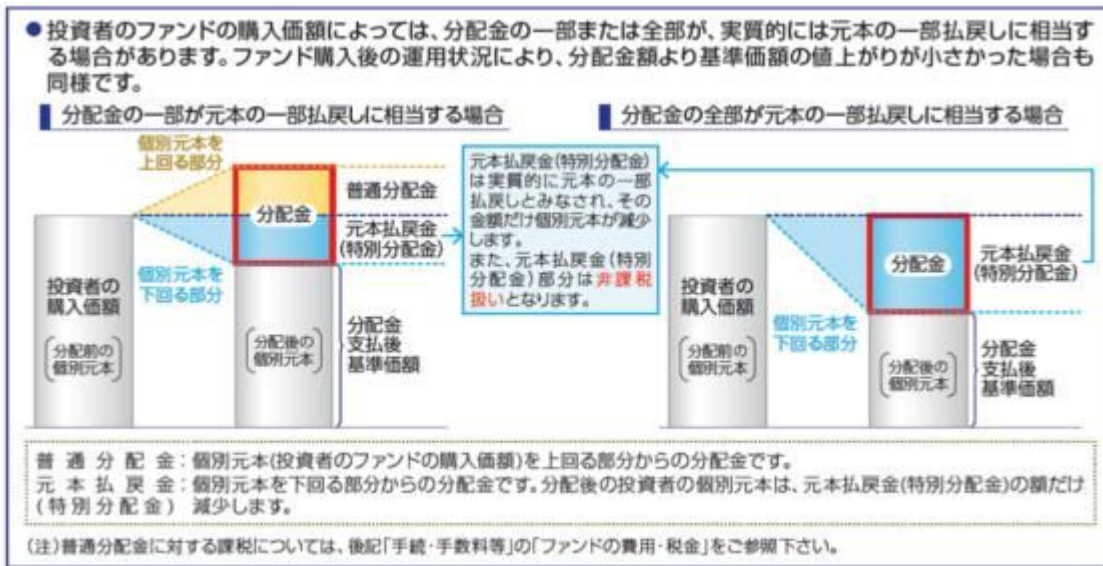 ●投資者のファンドの購入価額によっては、分配金の一部または全部が、実質的には元本の一部払戻しに相当す
る場合があります。ファンド購入後の運用状況により、分配金額より基準価額の値上がりが小さかった場合も
同様です。
分配金の一部が元本の一部払戻しに相当する場合
個別元本を
上回る部分
分配金
普通分配金
元本払戻金
(特別分配金)
個別元本を
下回る部分
投資者の
購入価額
(分配前の
個別元本)
(分配後の
個別元本)
分配金
支払後
基準価額
元本払戻金(特別分配金)
は実質的に元本の一部
払戻しとみなされ、その
金額だけ個別元本が減少
します。
また、元本払戻金(特別
分配金)部分は非課税
扱いとなります。
分配金の全部が元本の一部払戻しに相当する場合
投資者の
購入価額
(分配前の
個別元本)
個別元本を
下回る部分
分配金
元本払戻金
(特別分配金)
(分配後の
個別元本)
分配金
支払後
基準価額
普通分配金:個別元本(投資者のファンドの購入価額)を上回る部分からの分配金です。
元本払戻金:個別元本を下回る部分からの分配金です。分配後の投資者の個別元本は、元本払戻金(特別分配金)の額だけ
(特別分配金) 減少します。
(注)普通分配金に対する課税については、後記「手続・手数料等」の「ファンドの費用・税金」をご参照下さい。